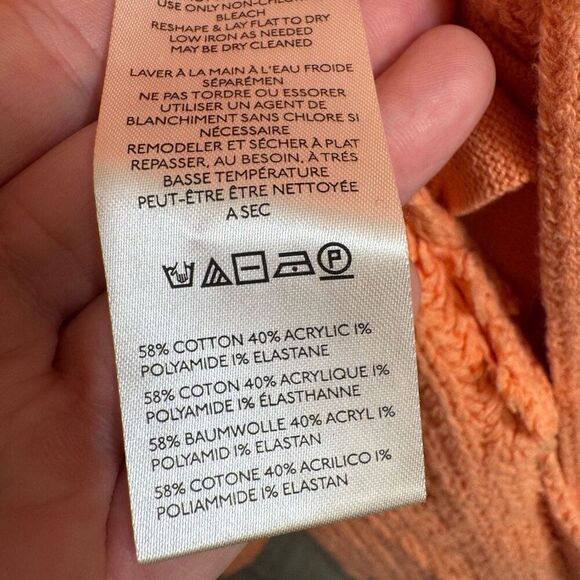 USE ONLY NON-CHLOR
BLEACH
RESHAPE & LAY FLAT TO DRY
LOW IRON AS NEEDED
MAY BE DRY CLEANED
LAVER À LA MAIN À L'EAU FROIDE
SÉPARÉMEN
NE PAS TORDRE OU ESSORER
UTILISER UN AGENT DE
BLANCHIMENT SANS CHLORE SI
NÉCESSAIRE
REMODELER ET SÉCHER À PLAT
REPASSER, AU BESOIN, À TRÉS
BASSE TEMPÉRATURE
PEUT-ÊTRE ÊTRE NETTOYÉE
A SEC
P
58% COTTON 40% ACRYLIC 1%
POLYAMIDE 1% ELASTANE
58% COTON 40% ACRYLIQUE 1%
POLYAMIDE 1% ÉLASTHANNE
58% BAUMWOLLE 40% ACRYL 1%
POLYAMID 1% ELASTAN
58% COTONE 40% ACRILICO 1%
POLIAMMIDE 1% ELASTAN